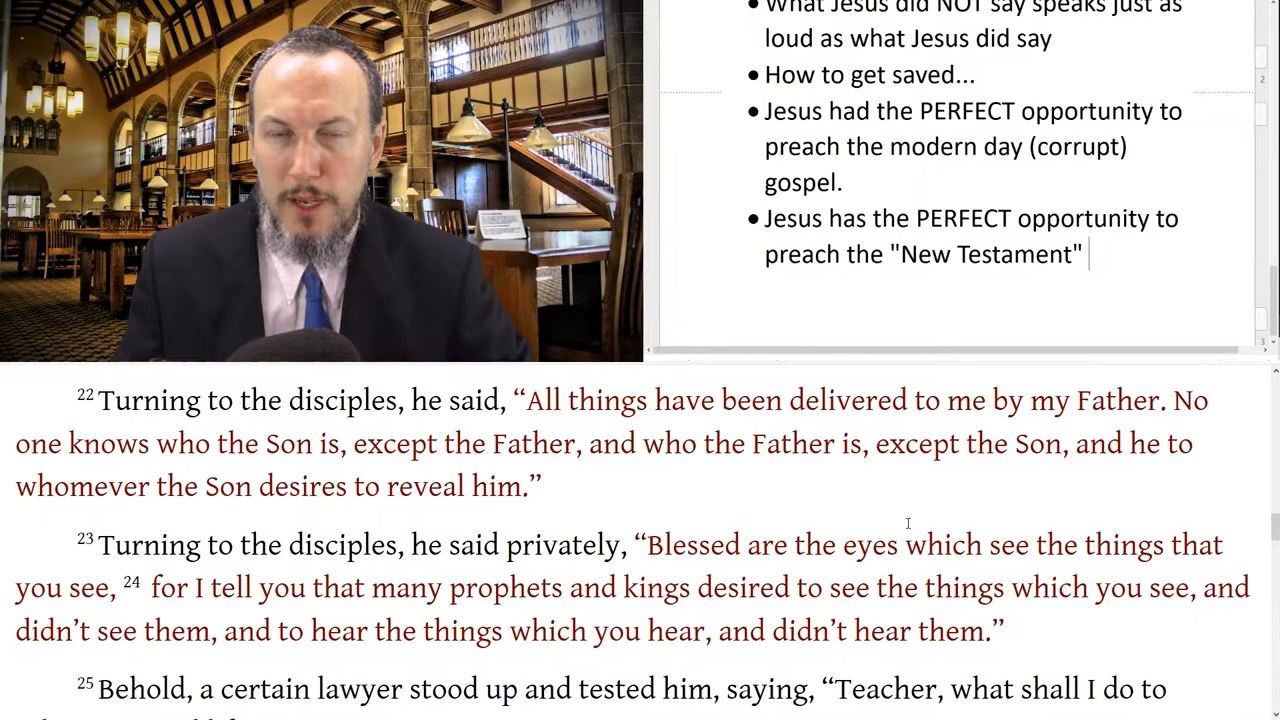 • What Jesus did NOT say speaks just as
loud as what Jesus did say
• How to get saved...
• Jesus had the PERFECT opportunity to
preach the modern day (corrupt)
gospel.
• Jesus has the PERFECT opportunity to
preach the "New Testament"
2
3
22 Turning to the disciples, he said, “All things have been delivered to me by my Father. No
one knows who the Son is, except the Father, and who the Father is, except the Son, and he to
whomever the Son desires to reveal him.”
23 Turning to the disciples, he said privately, “Blessed are the eyes which see the things that
you see, 24 for I tell you that many prophets and kings desired to see the things which you see, and
didn’t see them, and to hear the things which you hear, and didn’t hear them.”
25 Behold, a certain lawyer stood up and tested him, saying, “Teacher, what shall I do to